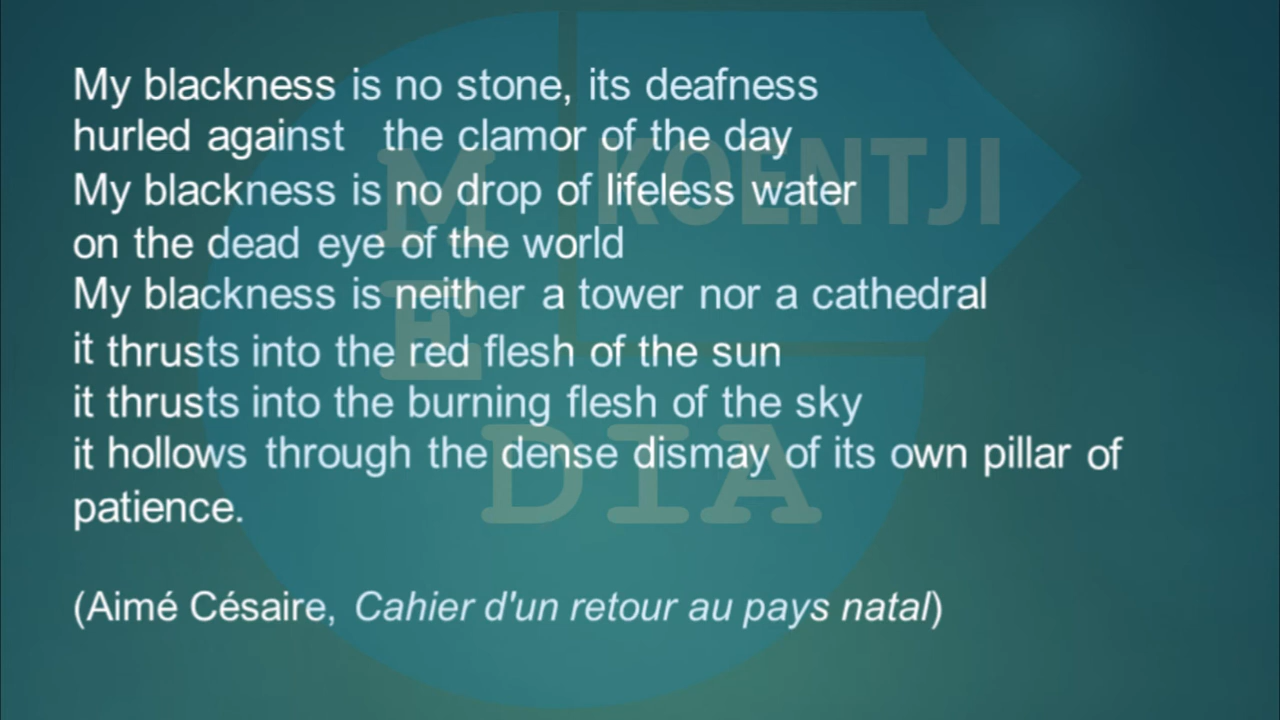 My blackness is no stone, its deafness
hurled against the clamor of the day
My blackness is no drop of lifeless water
on the dead eye of the world
My blackness is neither a tower nor a cathedral
it thrusts into the red flesh of the sun
it thrusts into the burning flesh of the sky
it hollows through the dense dismay of its own pillar of
patience.
(Aimé Césaire, Cahier d'un retour au pays natal)
KOENTJI
M
E
DIA